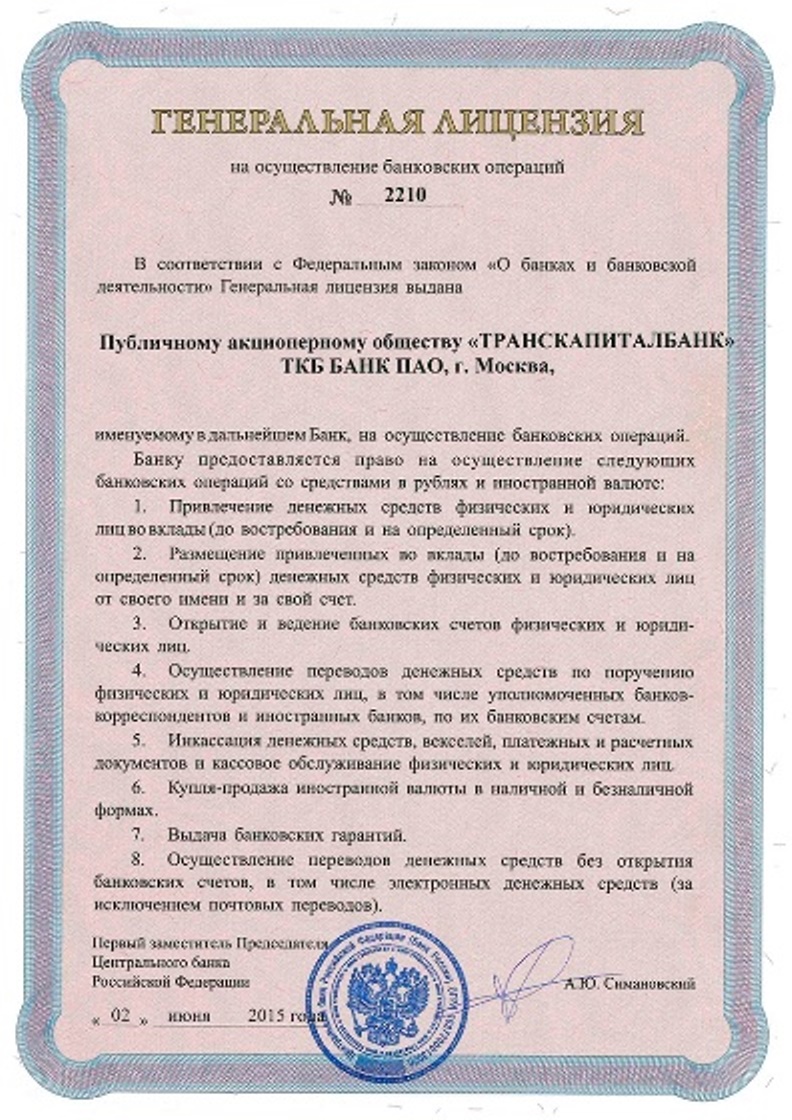 ГЕНЕРАЛЬНАЯ ЛИЦЕНЗИЯ
на осуществление банковских операций
№ 2210
В соответствии с Федеральным законом «О банках и банковской
деятельности» Генеральная лицензия выдана
Публичному акционерному обществу «ТРАНСКАПИТАЛБАНК»
ТКБ БАНК ПАО, г. Москва,
именуемому в дальнейшем Банк, на осуществление банковских операций.
Банку предоставляется право на осуществление следующих
банковских операций со средствами в рублях и иностранной валюте:
1. Привлечение денежных средств физических и юридических
лиц во вклады (до востребования и на определенный срок).
2. Размещение привлеченных во вклады (до востребования и на
определенный срок) денежных средств физических и юридических лиц
от своего имени и за свой счет.
3. Открытие и ведение банковских счетов физических и юриди-
ческих лиц.
4. Осуществление переводов денежных средств по поручению
физических и юридических лиц, в том числе уполномоченных банков-
корреспондентов и иностранных банков, по их банковским счетам.
5. Инкассация денежных средств, векселей, платежных и расчетных
документов и кассовое обслуживание физических и юридических лиц.
6. Купля-продажа иностранной валюты в наличной и безналичной
формах.
7. Выдача банковских гарантий.
8. Осуществление переводов денежных средств без открытия
банковских счетов, в том числе электронных денежных средств (за
исключением почтовых переводов).
Первый заместитель Председателя
Центрального банка
Российской Федерации
А.Ю. Симановский
« 02 » июня 2015 года